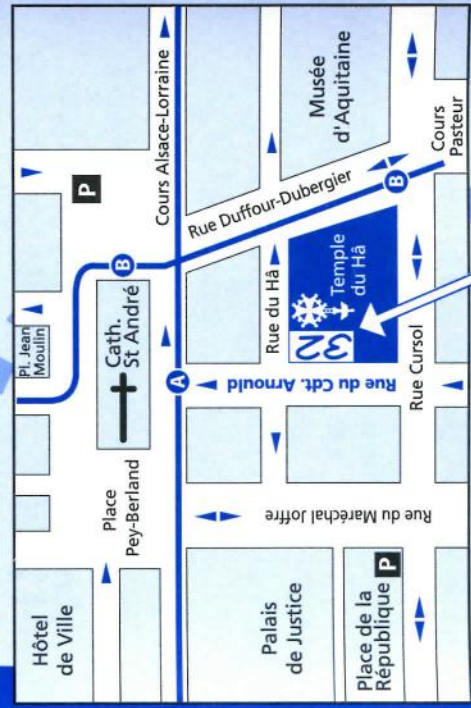 Hôtel
de Ville
Pl. Jean
Moulin
P
Place
Pey-Berland
Cath.
St André
B
A
Cours Alsace-Lorraine
Palais
de Justice
Rue du Maréchal Joffre
Rue du Cdt. Arnould
Rue du Hâ
32
Temple
du Hâ
Rue Duffour-Dubergier
Musée
d'Aquitaine
Place de la
République
P
Rue Cursol
B
Cours
Pasteur